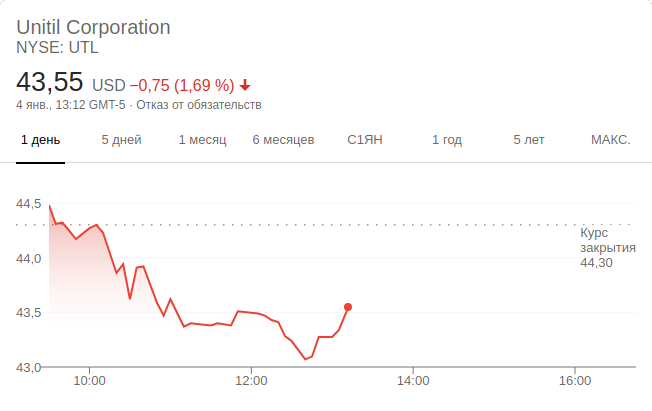 Unitil Corporation
NYSE: UTL
43,55 USD −0,75 (1,69 %)
4 янв., 13:12 GMT-5 · Отказ от обязательств
1 день 5 дней 1 месяц 6 месяцев С1ЯН 1 год 5 лет МАКС.
44,5
Курс
закрытия
44,30
44,0
43,5
43,0
10:00 12:00 14:00 16:00